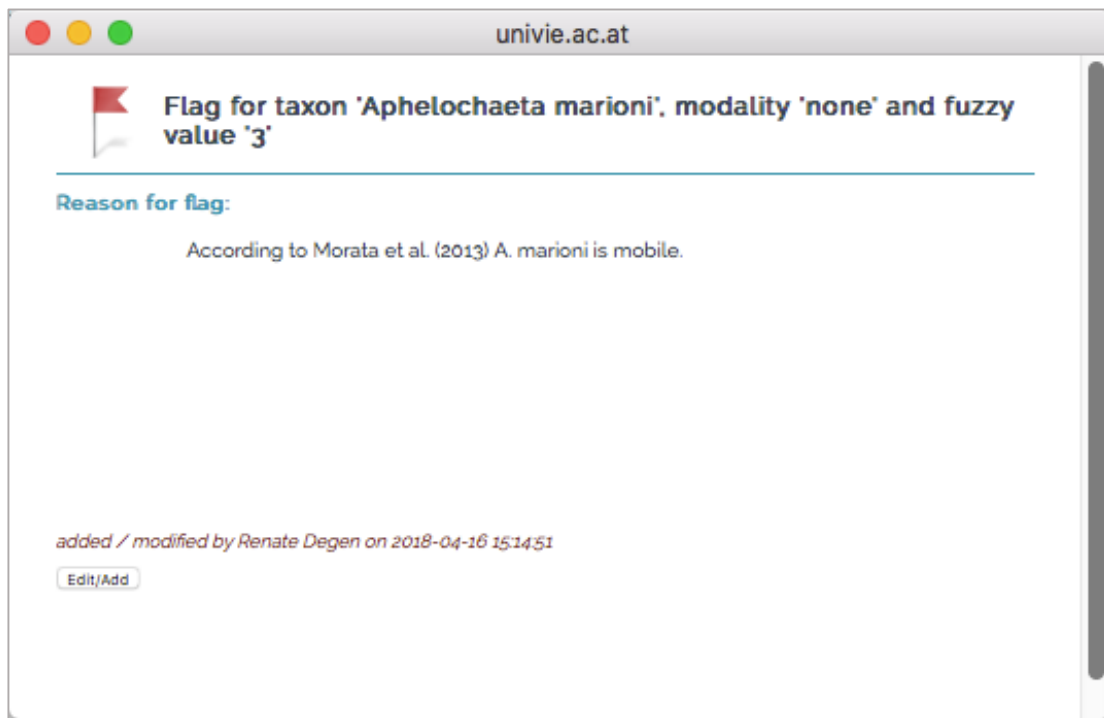 univie.ac.at
Flag for taxon 'Aphelochaeta marioni', modality 'none' and fuzzy
value '3'
Reason for flag:
According to Morata et al. (2013) A. marioni is mobile.
added / modified by Renate Degen on 2018-04-16 15:14:51
Edit/Add